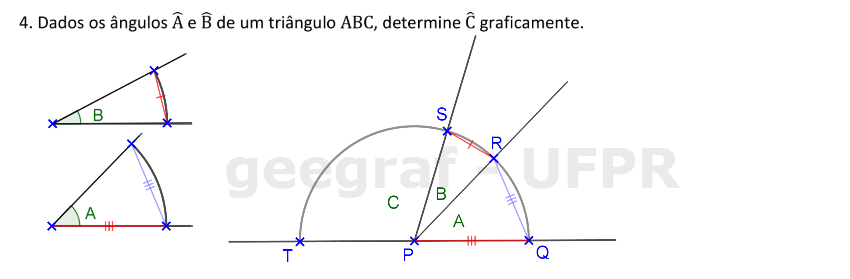 4. Dados os ângulos Â e B̂ de um triângulo ABC, determine Ĉ graficamente.
B
A
S
R
geegraf - UFPR
C
B
A
T
P
Q